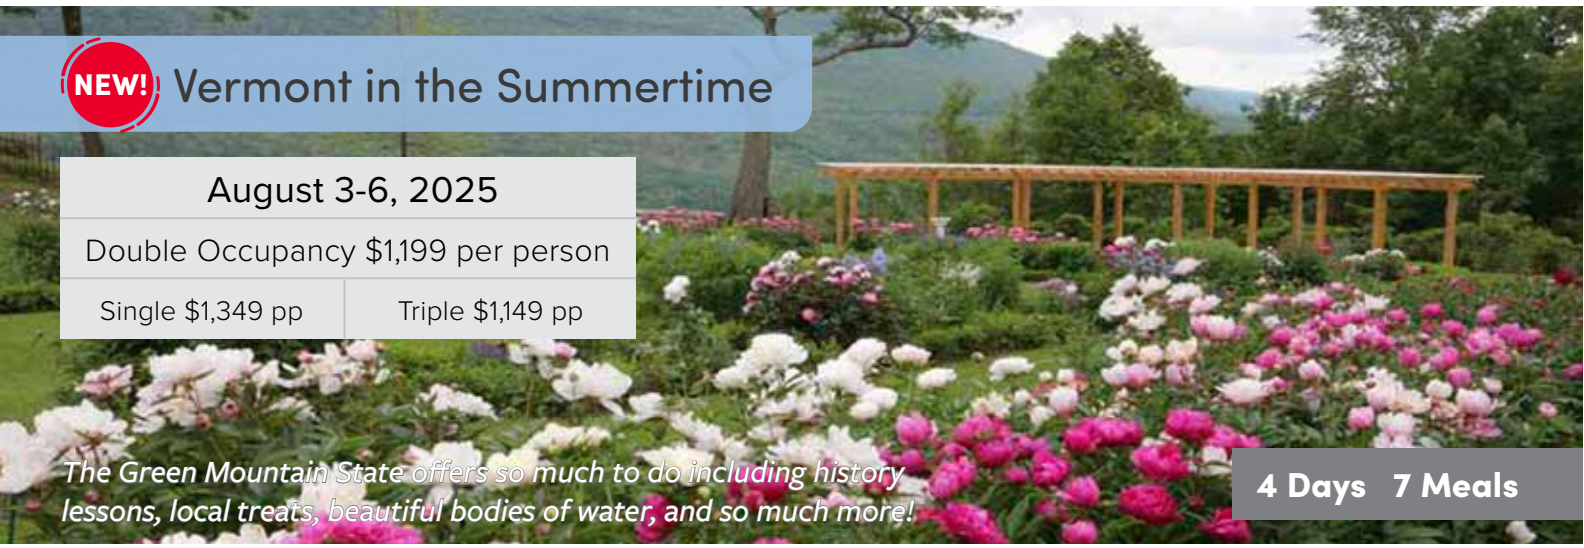 NEW! Vermont in the Summertime
August 3-6, 2025
Double Occupancy $1,199 per person
Single $1,349 pp Triple $1,149 pp
The Green Mountain State offers so much to do including history
lessons, local treats, beautiful bodies of water, and so much more!
4 Days 7 Meals